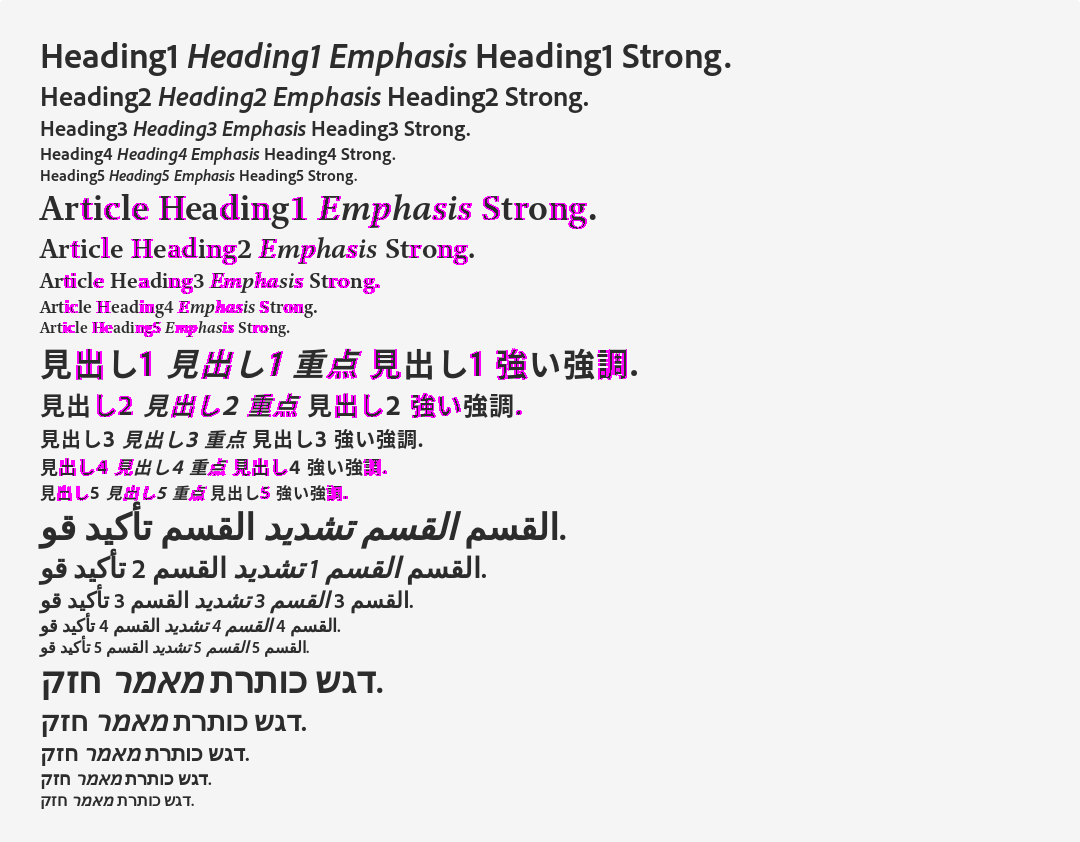 Heading1 Heading1 Emphasis Heading1 Strong.
Heading2 Heading2 Emphasis Heading2 Strong.
Heading3 Heading3 Emphasis Heading3 Strong.
Heading4 Heading4 Emphasis Heading4 Strong.
Heading5 Heading5 Emphasis Heading5 Strong.
Article Heading1 Emphasis Strong.
Article Heading2 Emphasis Strong.
Article Heading3 Emphasis Strong.
Article Heading4 Emphasis Strong.
Article Heading5 Emphasis Strong.
見出し1 見出し1 重点 見出し1 強い強調.
見出し2 見出し2 重点 見出し2 強い強調.
見出し3 見出し3 重点 見出し3 強い強調.
見出し4 見出し4 重点 見出し4 強い強調.
見出し5 見出し5 重点 見出し5 強い強調.
القسم القسم تشديد القسم تأكيد قو.
القسم القسم 1 تشديد القسم 2 تأكيد قو.
القسم 3 القسم 3 تشديد القسم 3 تأكيد قو.
القسم 4 القسم 4 تشديد القسم 4 تأكيد قو.
القسم 5 القسم 5 تشديد القسم 5 تأكيد قو.
דגש כותרת מאמר חזק.
דגש כותרת מאמר חזק.
דגש כותרת מאמר חזק.
דגש כותרת מאמר חזק.
דגש כותרת מאמר חזק.